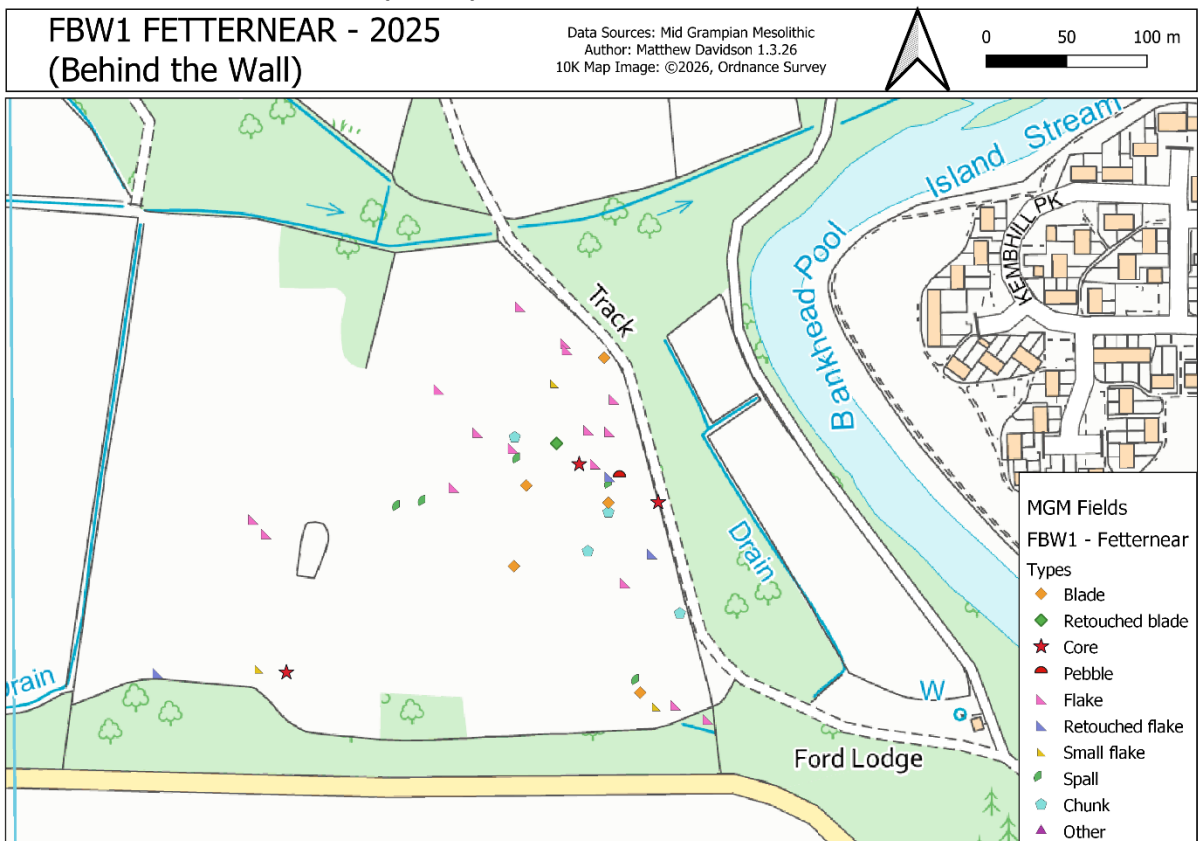 FBW1 FETTERNEAR - 2025
(Behind the Wall)
Data Sources: Mid Grampian Mesolithic
Author: Matthew Davidson 1.3.26
10K Map Image: ©2026, Ordnance Survey
0 50 100 m
Island Stream
KEMBHILL PK
Bankhead Pool
Track
Drain
Drain
W
Ford Lodge
MGM Fields
FBW1 - Fetternear
Types
Blade
Retouched blade
Core
Pebble
Flake
Retouched flake
Small flake
Spall
Chunk
Other